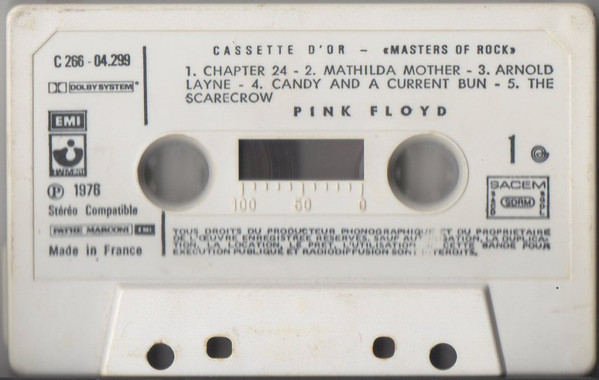 C 266 - 04.299
CASSETTE D'OR - «MASTERS OF ROCK»
1. CHAPTER 24 - 2. MATHILDA MOTHER - 3. ARNOLD
LAYNE - 4. CANDY AND A CURRENT BUN - 5. THE
SCARECROW
PINK FLOYD
DOLBY SYSTEM
EMI
HARVEST
Ⓟ 1976
Stéréo Compatible
PATHE MARCONI EMI
Made in France
100 50 0
1
SACEM
SDRM
TOUS DROITS DU PRODUCTEUR PHONOGRAPHIQUE ET DU PROPRIETAIRE
DE L'ŒUVRE ENREGISTREE RESERVES. SAUF AUTORISATION, LA DUPLICA-
TION, LA LOCATION, LE PRET, L'UTILISATION DE CETTE BANDE POUR
EXECUTION PUBLIQUE ET RADIODIFFUSION SONT INTERDITS.